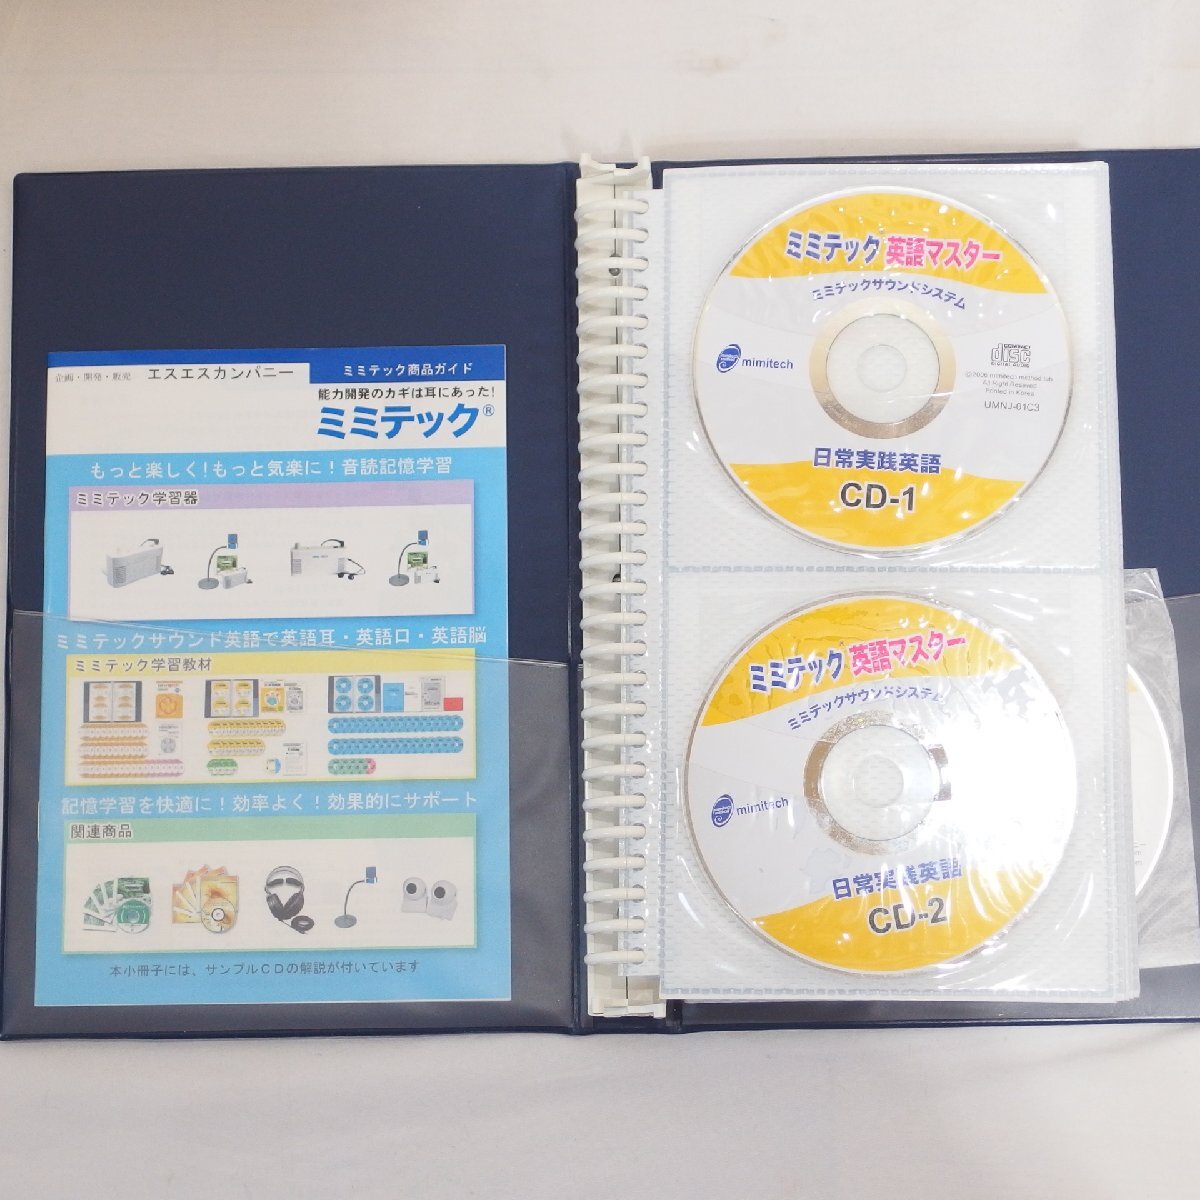 企画・開発・販売 エスエスカンパニー
ミミテック商品ガイド
能力開発のカギは耳にあった!
ミミテック®
もっと楽しく!もっと気楽に!音読記憶学習
ミミテック学習器
ミミテックサウンド英語で英語耳・英語口・英語脳
ミミテック学習教材
記憶学習を快適に!効率よく!効果的にサポート
関連商品
本小冊子には、サンプルCDの解説が付いています
ミミテック 英語マスター
ミミテックサウンドシステム
mimitech
COMPACT
disc
DIGITAL AUDIO
©2006 mimitech method lab.
All Right Reseved
Printed in Korea
UMNJ-01C3
日常実践英語
CD-1
ミミテック 英語マスター
ミミテックサウンドシステム
mimitech
日常実践英語
CD-2